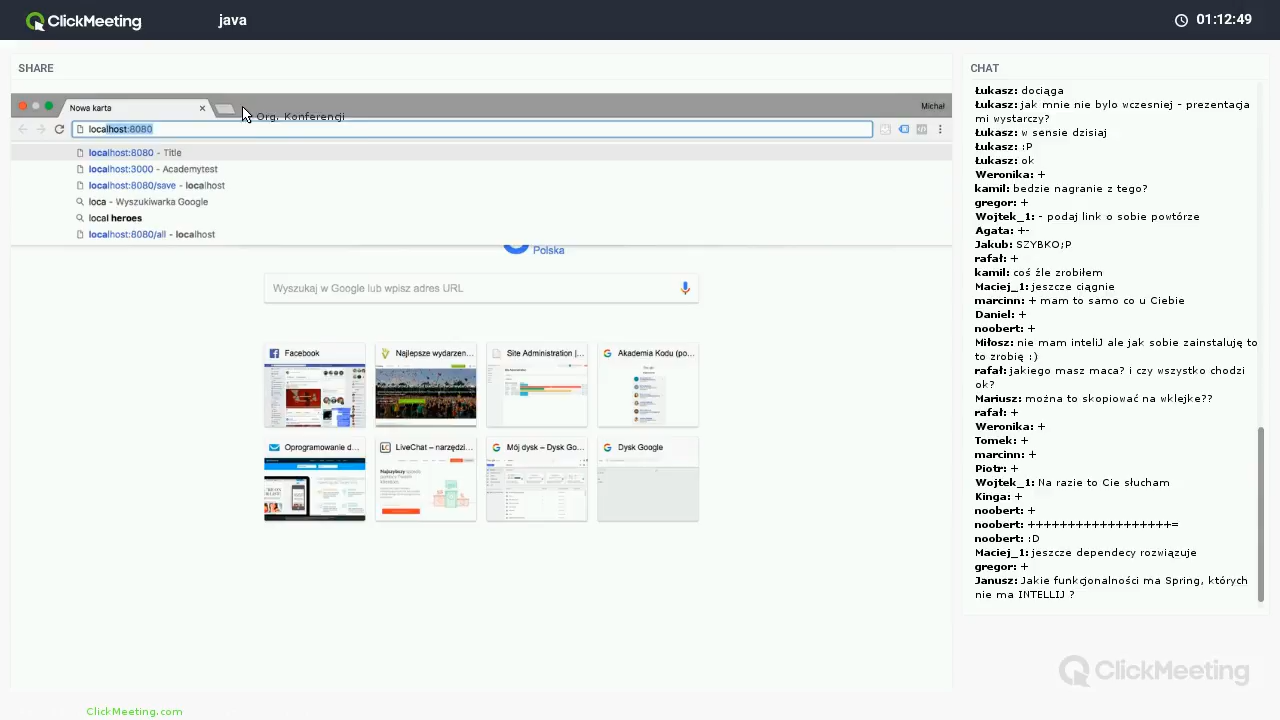 ClickMeeting
java
01:12:49
SHARE
Nowa karta
Michał
Org. Konferencji
localhost:8080
localhost:8080 - Title
localhost:3000 - Academytest
localhost:8080/save - localhost
loca - Wyszukiwarka Google
local heroes
localhost:8080/all - localhost
Polska
Wyszukaj w Google lub wpisz adres URL
Facebook
Najlepsze wydarzen...
Site Administration |...
Akademia Kodu (po...
Oprogramowanie d...
LiveChat – narzędzi...
Mój dysk – Dysk Go...
Dysk Google
CHAT
Łukasz: dociąga
Łukasz: jak mnie nie bylo wczesniej - prezentacja
mi wystarczy?
Łukasz: w sensie dzisiaj
Łukasz: :P
Łukasz: ok
Weronika: +
kamil: bedzie nagranie z tego?
gregor: +
Wojtek_1: - podaj link o sobie powtórze
Agata: +-
Jakub: SZYBKO;P
rafał: +
kamil: coś źle zrobiłem
Maciej_1: jeszcze ciągnie
marcinn: + mam to samo co u Ciebie
Daniel: +
noobert: +
Miłosz: nie mam inteliJ ale jak sobie zainstaluję to
to zrobię :)
rafał: jakiego masz maca? i czy wszystko chodzi
ok?
Mariusz: można to skopiować na wklejke??
rafał: +
Weronika: +
Tomek: +
marcinn: +
Piotr: +
Wojtek_1: Na razie to cie słucham
Kinga: +
noobert: +
noobert: ++++++++++++++++++=
noobert: :D
Maciej_1: jeszcze dependecy rozwiązuje
gregor: +
Janusz: Jakie funkcjonalności ma Spring, których
nie ma INTELLIJ ?
ClickMeeting
ClickMeeting.com